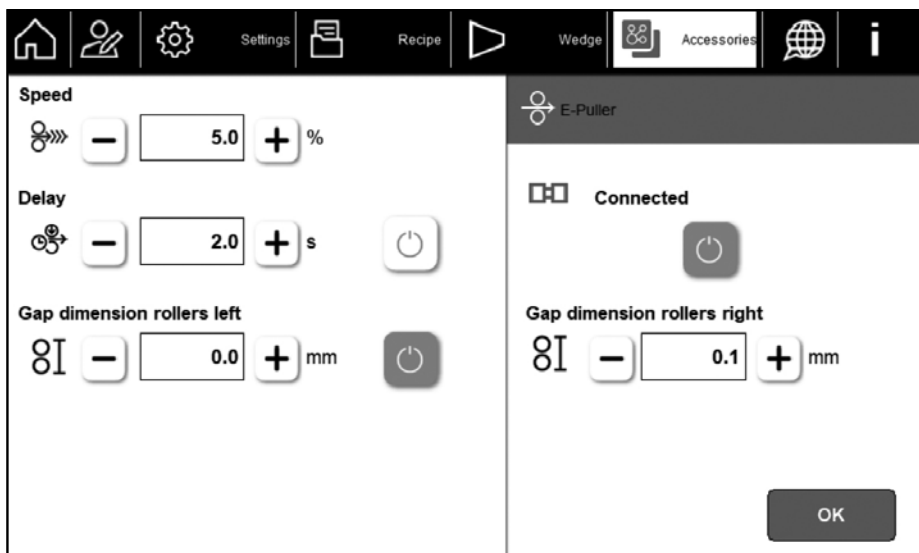 Settings Recipe Wedge Accessories i
Speed
5.0 %
Delay
2.0 s
Gap dimension rollers left
0.0 mm
E-Puller
Connected
Gap dimension rollers right
0.1 mm
OK